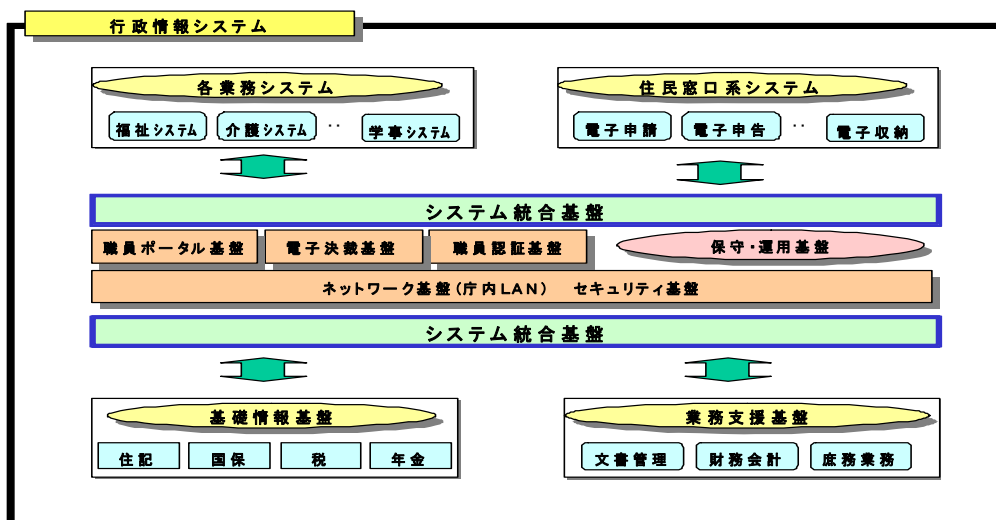 行政情報システム
各業務システム
住民窓口系システム
福祉システム 介護システム ‥ 学事システム
電子申請 電子申告 ‥ 電子収納
システム統合基盤
職員ポータル基盤 電子決裁基盤 職員認証基盤 保守・運用基盤
ネットワーク基盤(庁内LAN) セキュリティ基盤
システム統合基盤
基礎情報基盤
業務支援基盤
住記 国保 税 年金
文書管理 財務会計 庶務業務